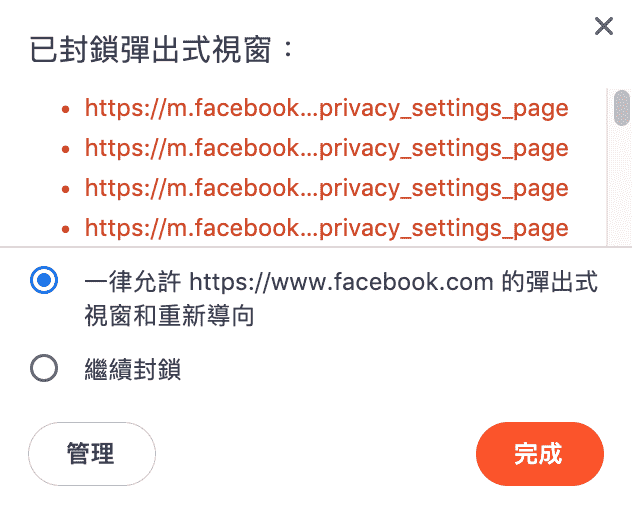 已封鎖彈出式視窗：
• https://m.facebook...privacy_settings_page
• https://m.facebook...privacy_settings_page
• https://m.facebook...privacy_settings_page
• https://m.facebook...privacy_settings_page
一律允許 https://www.facebook.com 的彈出式
視窗和重新導向
繼續封鎖
管理
完成